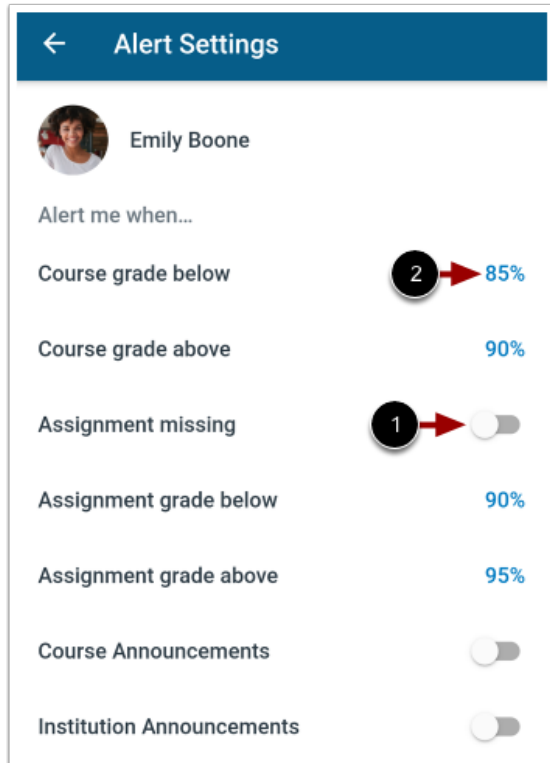 Alert Settings
Emily Boone
Alert me when...
Course grade below 2 85%
Course grade above 90%
Assignment missing 1
Assignment grade below 90%
Assignment grade above 95%
Course Announcements
Institution Announcements